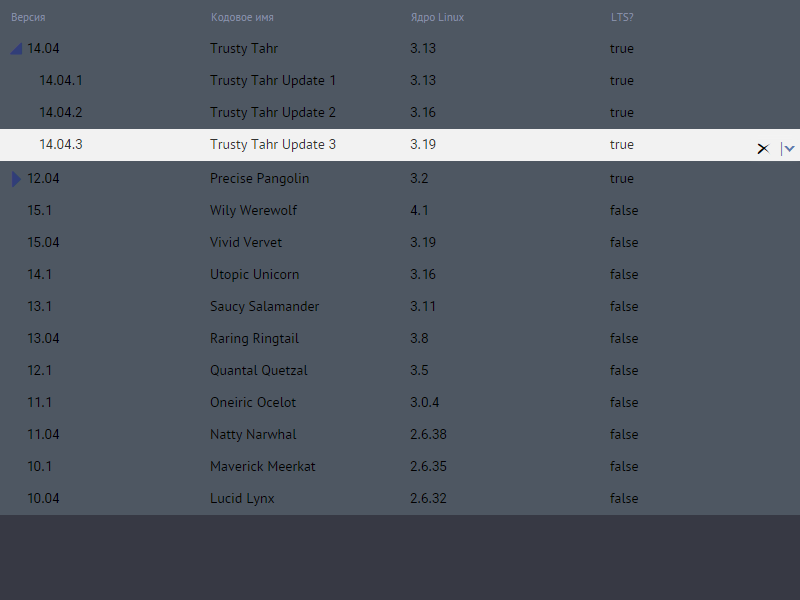 Версия Кодовое имя Ядро Linux LTS?
14.04 Trusty Tahr 3.13 true
14.04.1 Trusty Tahr Update 1 3.13 true
14.04.2 Trusty Tahr Update 2 3.16 true
14.04.3 Trusty Tahr Update 3 3.19 true
12.04 Precise Pangolin 3.2 true
15.1 Wily Werewolf 4.1 false
15.04 Vivid Vervet 3.19 false
14.1 Utopic Unicorn 3.16 false
13.1 Saucy Salamander 3.11 false
13.04 Raring Ringtail 3.8 false
12.1 Quantal Quetzal 3.5 false
11.1 Oneiric Ocelot 3.0.4 false
11.04 Natty Narwhal 2.6.38 false
10.1 Maverick Meerkat 2.6.35 false
10.04 Lucid Lynx 2.6.32 false